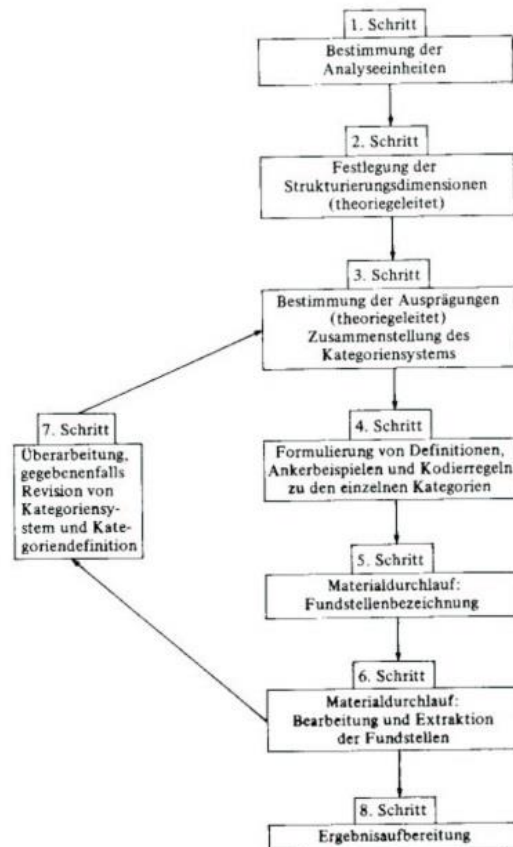 1. Schritt
Bestimmung der
Analyseeinheiten
2. Schritt
Festlegung der
Strukturierungsdimensionen
(theoriegeleitet)
3. Schritt
Bestimmung der Ausprägungen
(theoriegeleitet)
Zusammenstellung des
Kategoriensystems
4. Schritt
Formulierung von Definitionen,
Ankerbeispielen und Kodierregeln
zu den einzelnen Kategorien
5. Schritt
Materialdurchlauf:
Fundstellenbezeichnung
6. Schritt
Materialdurchlauf:
Bearbeitung und Extraktion
der Fundstellen
7. Schritt
Überarbeitung,
gegebenenfalls
Revision von
Kategoriensy-
stem und Kate-
goriendefinition
8. Schritt
Ergebnisaufbereitung